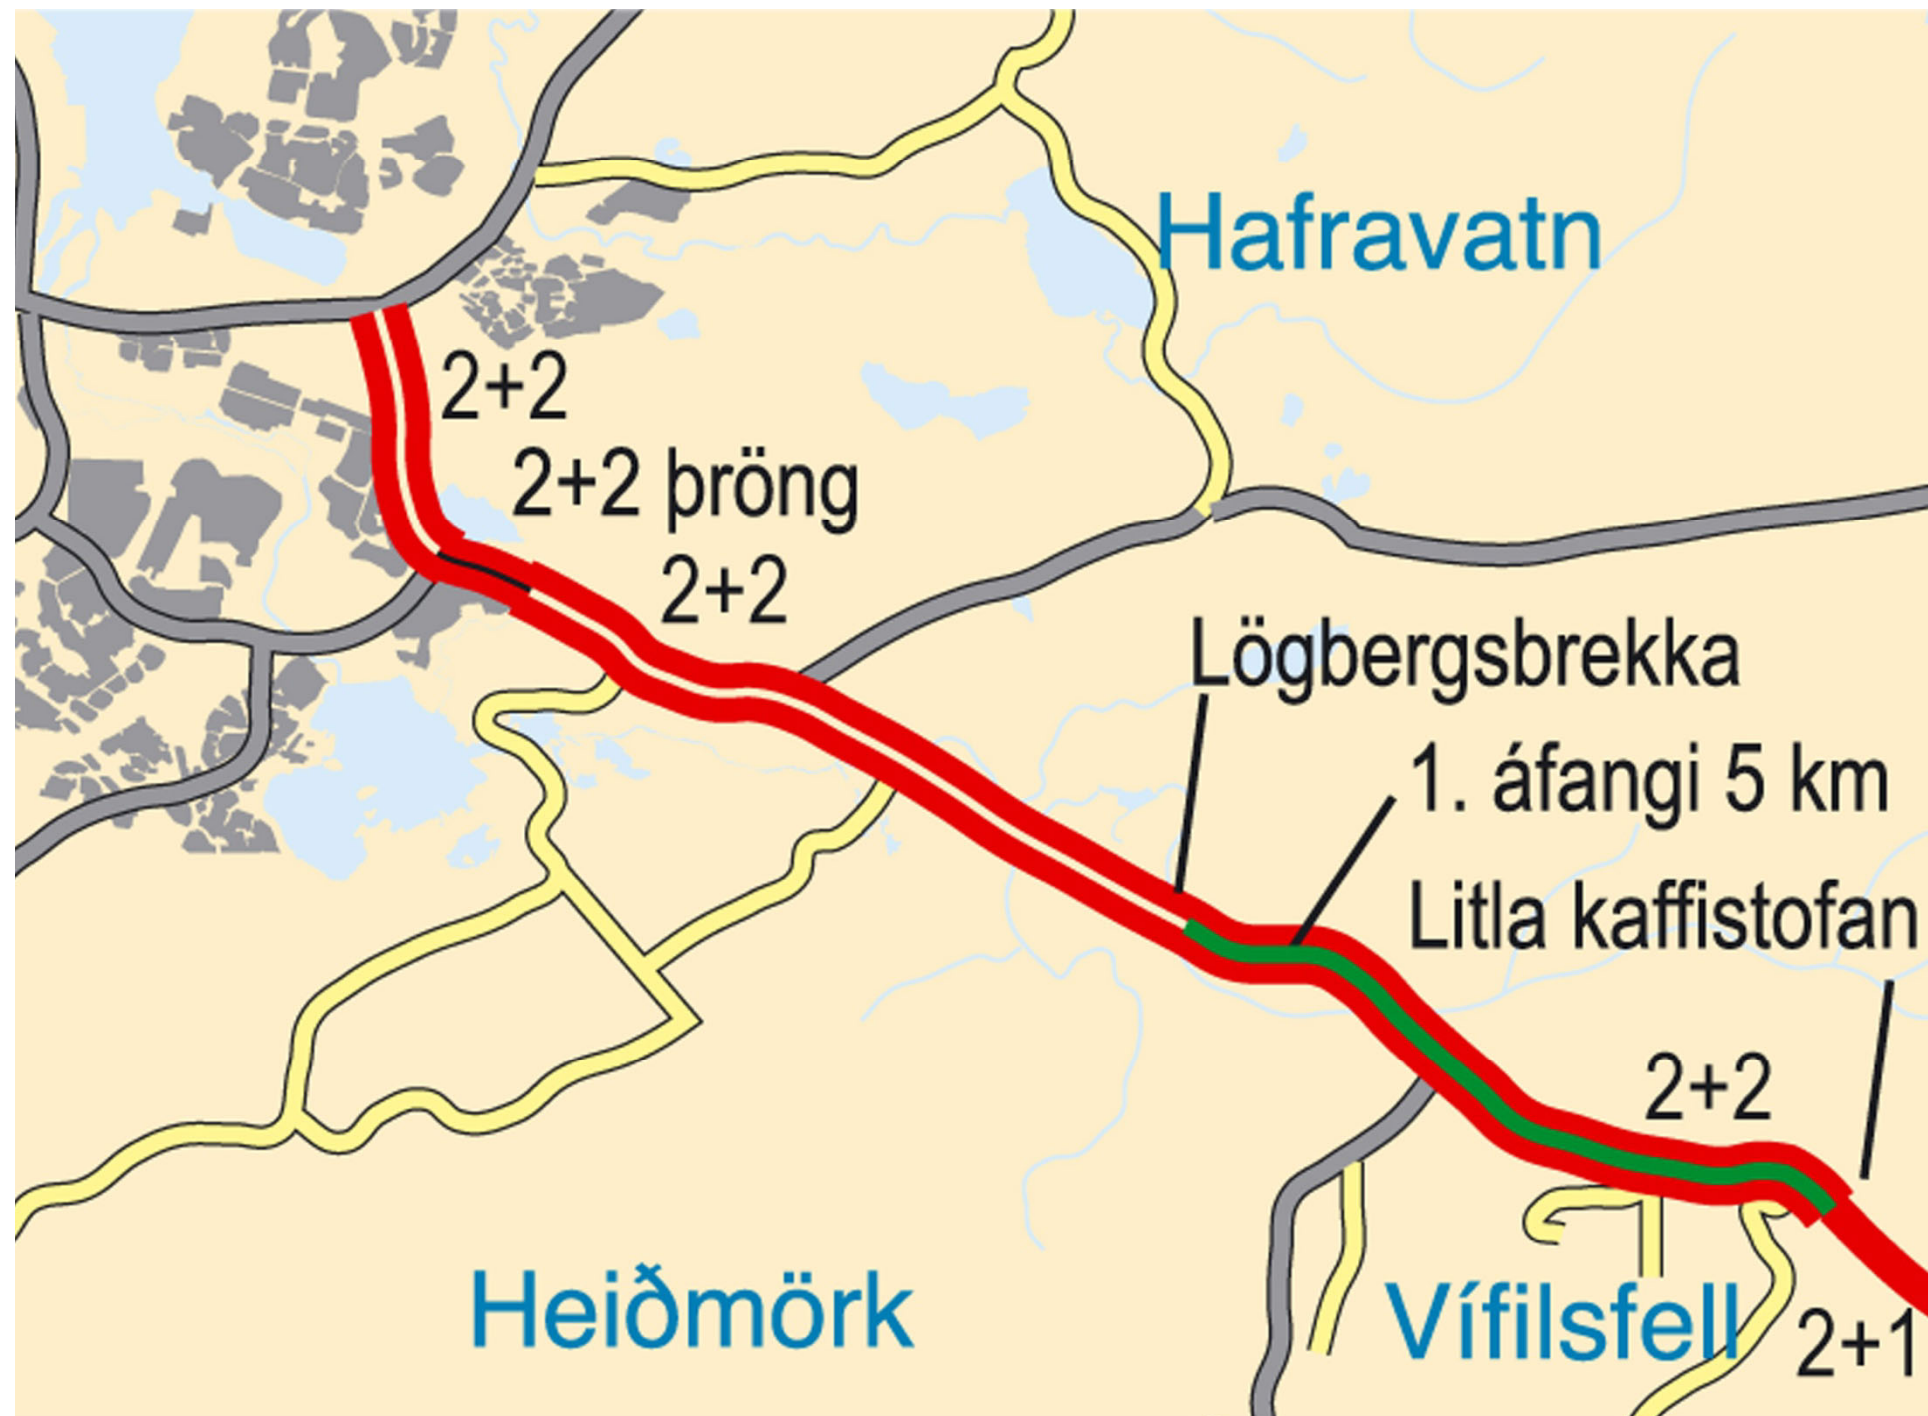 Hafravatn
2+2
2+2 þröng
2+2
Lögbergsbrekka
1. áfangi 5 km
Litla kaffistofan
2+2
Heiðmörk
Vífilsfell
2+1